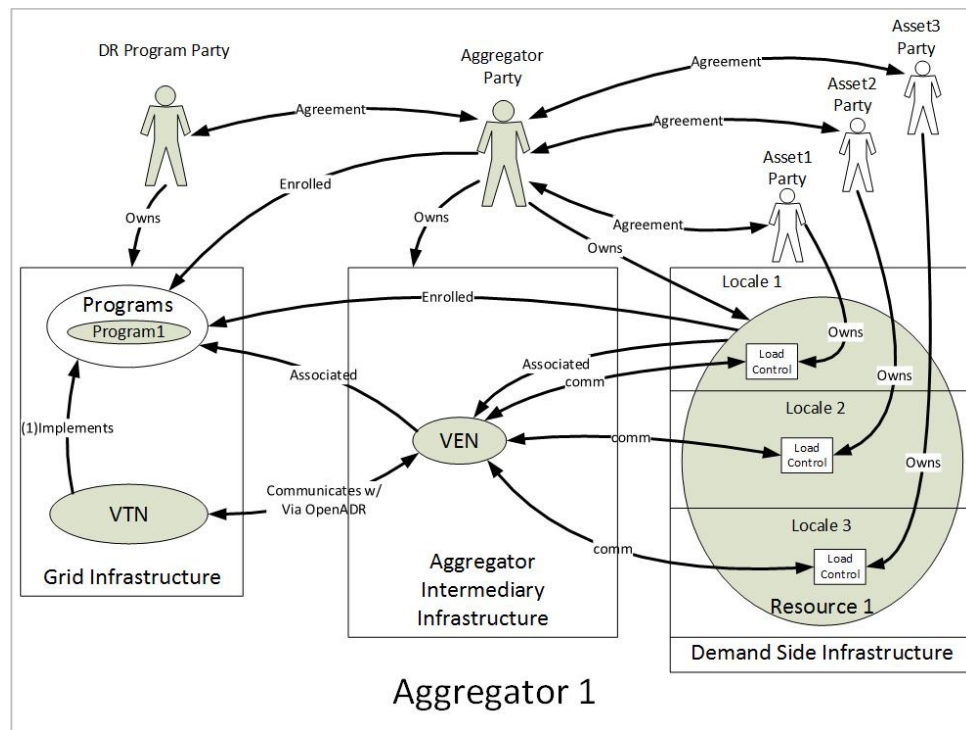 DR Program Party
Aggregator
Party
Asset3
Party
Asset2
Party
Asset1
Party
Agreement
Agreement
Agreement
Agreement
Enrolled
Owns
Owns
Owns
Programs
Program1
Enrolled
Associated
Associated
comm
Locale 1
Load
Control
Owns
Locale 2
Load
Control
Owns
Owns
(1)Implements
VEN
comm
VTN
Communicates w/
Via OpenADR
comm
Locale 3
Load
Control
Resource 1
Grid Infrastructure
Aggregator
Intermediary
Infrastructure
Demand Side Infrastructure
Aggregator 1